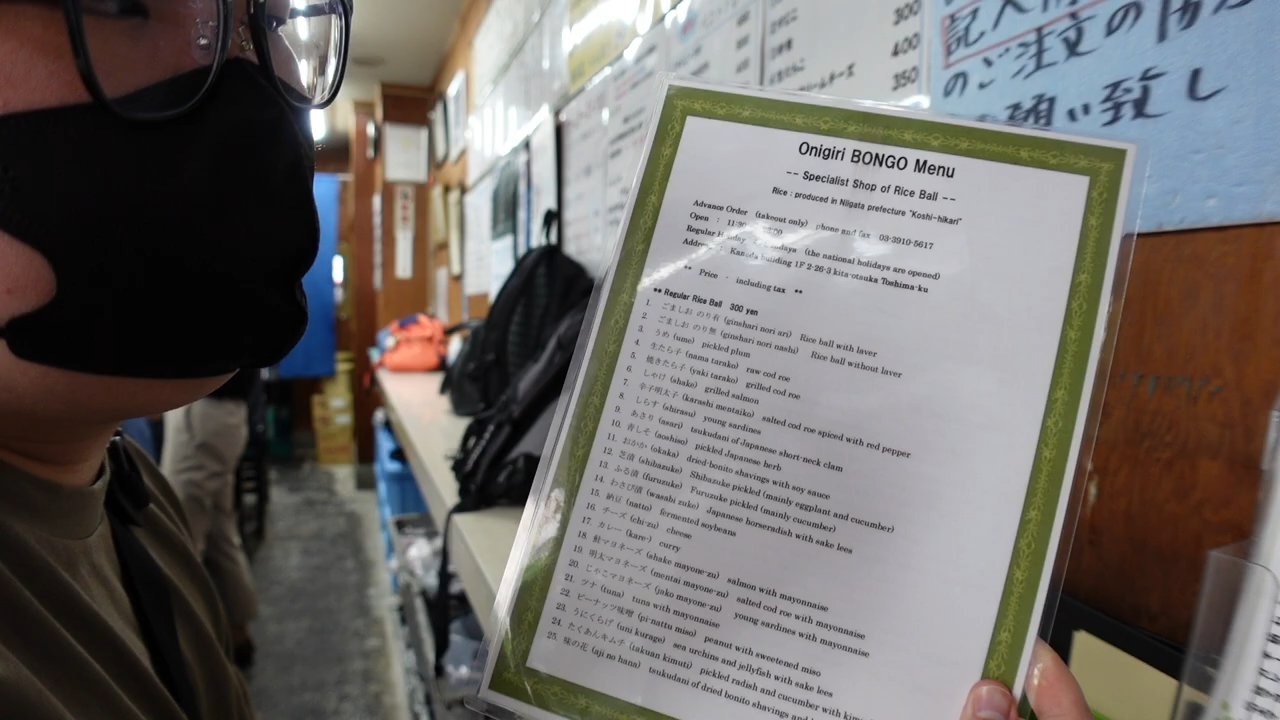 300
400
350
記入
のご注文の
願い致し
Onigiri BONGO Menu
-- Specialist Shop of Rice Ball --
Rice : produced in Niigata prefecture "Koshi-hikari"
Advance Order (takeout only) phone and fax 03-3910-5617
Open : 11:30
Regular Holiday (the national holidays are opened)
Address Kaneda building 1F 2-26-3 kita-otsuka Toshima-ku
** Price - including tax **
** Regular Rice Ball 300 yen
1. ごましお のり有 (ginshari nori ari) Rice ball with laver
2. ごましお のり無 (ginshari nori nashi) Rice ball without laver
3. うめ (ume) pickled plum
4. 生たら子 (nama tarako) raw cod roe
5. 焼きたら子 (yaki tarako) grilled cod roe
6. しゃけ (shake) grilled salmon
7. 辛子明太子 (karashi mentaiko) salted cod roe spiced with red pepper
8. しらす (shirasu) young sardines
9. あさり (asari) tsukudani of Japanese short-neck clam
10. 青しそ (aoshiso) pickled Japanese herb
11. おかか (okaka) dried-bonito shavings with soy sauce
12. 芝漬 (shibazuke) Shibazuke pickled (mainly eggplant and cucumber)
13. ふる漬 (furuzuke) Furuzuke pickled (mainly cucumber)
14. わさび漬 (wasabi zuke) Japanese horseradish with sake lees
15. 納豆 (natto) fermented soybeans
16. チーズ (chi-zu) cheese
17. カレー (kare-) curry
18. 鮭マヨネーズ (shake mayone-zu) salmon with mayonnaise
19. 明太マヨネーズ (mentai mayone-zu) salted cod roe with mayonnaise
20. じゃこマヨネーズ (jako mayone-zu) young sardines with mayonnaise
21. ツナ (tuna) tuna with mayonnaise
22. ピーナッツ味噌 (pi-nattu miso) peanut with sweetened miso
23. うにくらげ (uni kurage) sea urchins and jellyfish with sake lees
24. たくあんキムチ (takuan kimuti) pickled radish and cucumber with
25. 味の花 (aji no hana) tsukudani of dried bonito shavings and